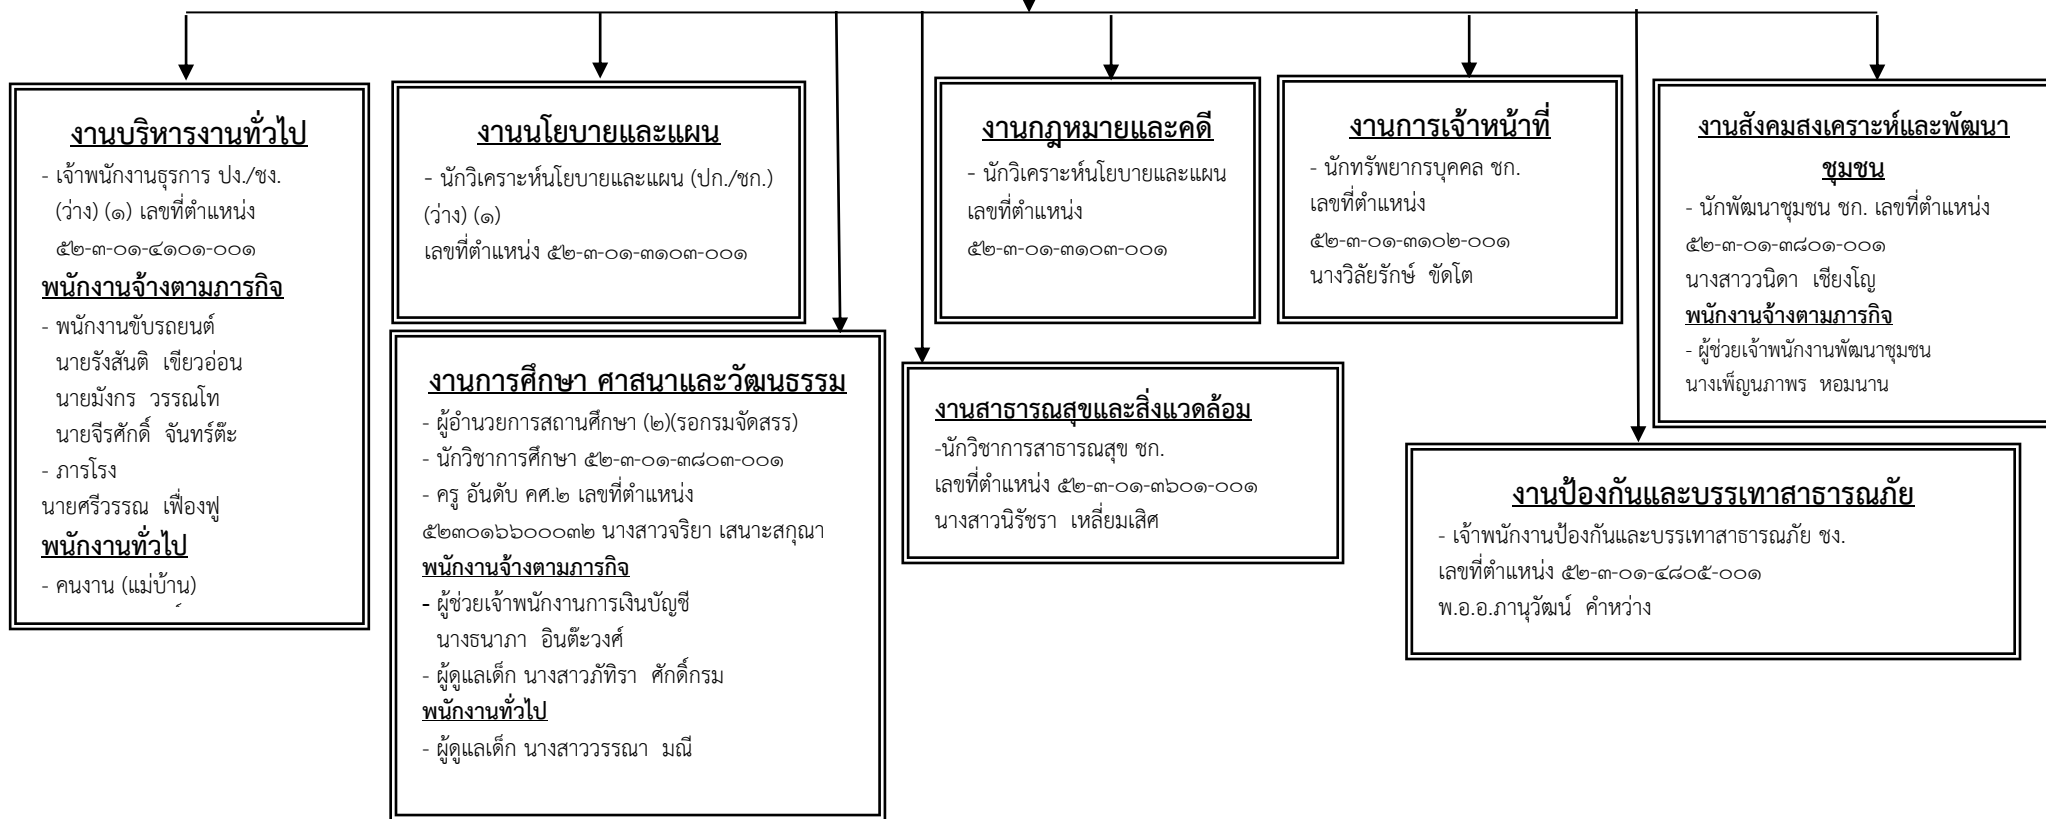 งานบริหารงานทั่วไป
- เจ้าพนักงานธุรการ ปง./ชง.
(ว่าง) (๑) เลขที่ตำแหน่ง
๕๒-๓-๐๑-๔๑๐๑-๐๐๑
พนักงานจ้างตามภารกิจ
- พนักงานขับรถยนต์
นายรังสันติ เขียวอ่อน
นายมังกร วรรณโท
นายจีรศักดิ์ จันทร์ต๊ะ
- ภารโรง
นายศรีวรรณ เฟื่องฟู
พนักงานทั่วไป
- คนงาน (แม่บ้าน)
งานนโยบายและแผน
- นักวิเคราะห์นโยบายและแผน (ปก./ชก.)
(ว่าง) (๑)
เลขที่ตำแหน่ง ๕๒-๓-๐๑-๓๑๐๓-๐๐๑
งานการศึกษา ศาสนาและวัฒนธรรม
- ผู้อำนวยการสถานศึกษา (๒)(รอกรมจัดสรร)
- นักวิชาการศึกษา ๕๒-๓-๐๑-๓๘๐๓-๐๐๑
- ครู อันดับ คศ.๒ เลขที่ตำแหน่ง
๕๒๓๐๑๖๖๐๐๐๓๒ นางสาวจริยา เสนาะสกุณา
พนักงานจ้างตามภารกิจ
- ผู้ช่วยเจ้าพนักงานการเงินบัญชี
นางธนาภา อินต๊ะวงศ์
- ผู้ดูแลเด็ก นางสาวภัทิรา ศักดิ์กรม
พนักงานทั่วไป
- ผู้ดูแลเด็ก นางสาววรรณา มณี
งานกฎหมายและคดี
- นักวิเคราะห์นโยบายและแผน
เลขที่ตำแหน่ง
๕๒-๓-๐๑-๓๑๐๓-๐๐๑
งานสาธารณสุขและสิ่งแวดล้อม
-นักวิชาการสาธารณสุข ชก.
เลขที่ตำแหน่ง ๕๒-๓-๐๑-๓๖๐๑-๐๐๑
นางสาวนิรัชรา เหลี่ยมเลิศ
งานการเจ้าหน้าที่
- นักทรัพยากรบุคคล ชก.
เลขที่ตำแหน่ง
๕๒-๓-๐๑-๓๑๐๒-๐๐๑
นางวิลัยรักษ์ ขัดโต
งานสังคมสงเคราะห์และพัฒนา
ชุมชน
- นักพัฒนาชุมชน ชก. เลขที่ตำแหน่ง
๕๒-๓-๐๑-๓๘๐๑-๐๐๑
นางสาววนิดา เชียงโญ
พนักงานจ้างตามภารกิจ
- ผู้ช่วยเจ้าพนักงานพัฒนาชุมชน
นางเพ็ญนภาพร หอมนาน
งานป้องกันและบรรเทาสาธารณภัย
- เจ้าพนักงานป้องกันและบรรเทาสาธารณภัย ชง.
เลขที่ตำแหน่ง ๕๒-๓-๐๑-๔๘๐๕-๐๐๑
พ.อ.อ.ภานุวัฒน์ คำหว่าง